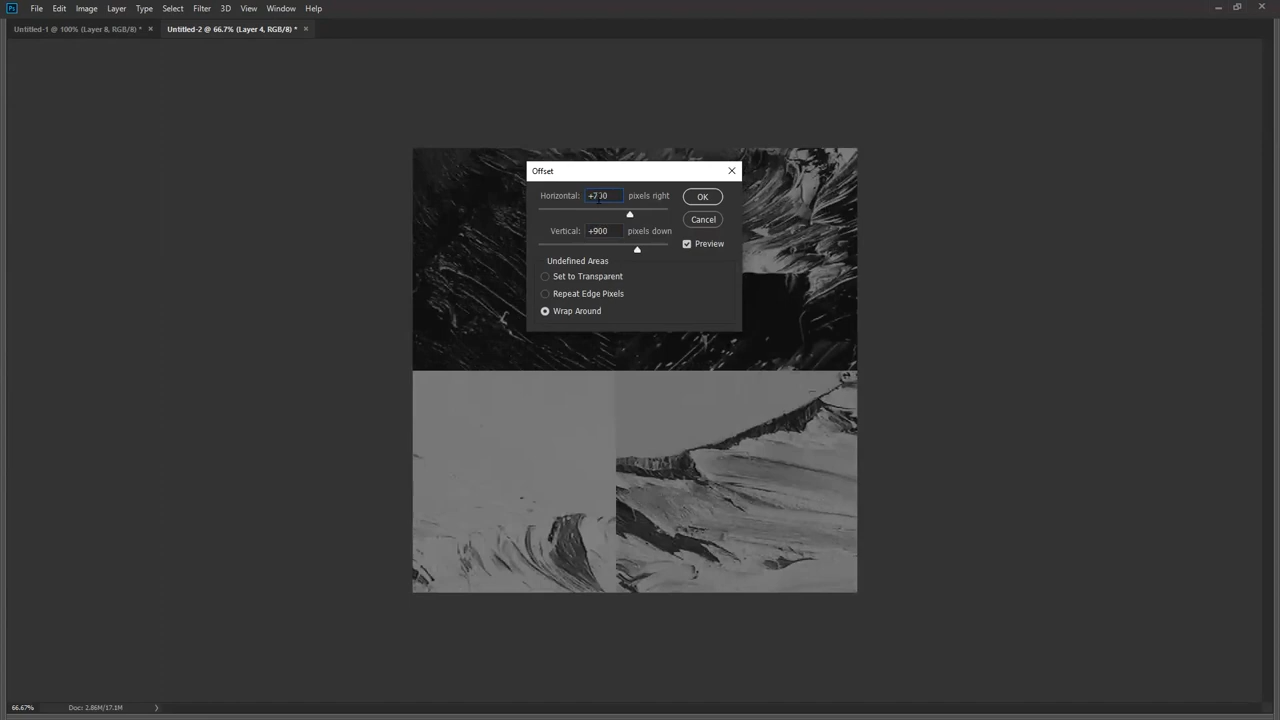 Ps File Edit Image Layer Type Select Filter 3D View Window Help
Untitled-1 @ 100% (Layer 8, RGB/8) * Untitled-2 @ 66.7% (Layer 4, RGB/8) *
Offset
Horizontal: pixels right OK
Cancel
Vertical: +900 pixels down
Preview
Undefined Areas
Set to Transparent
Repeat Edge Pixels
Wrap Around
66.67% Doc: 2.86M/17.1M